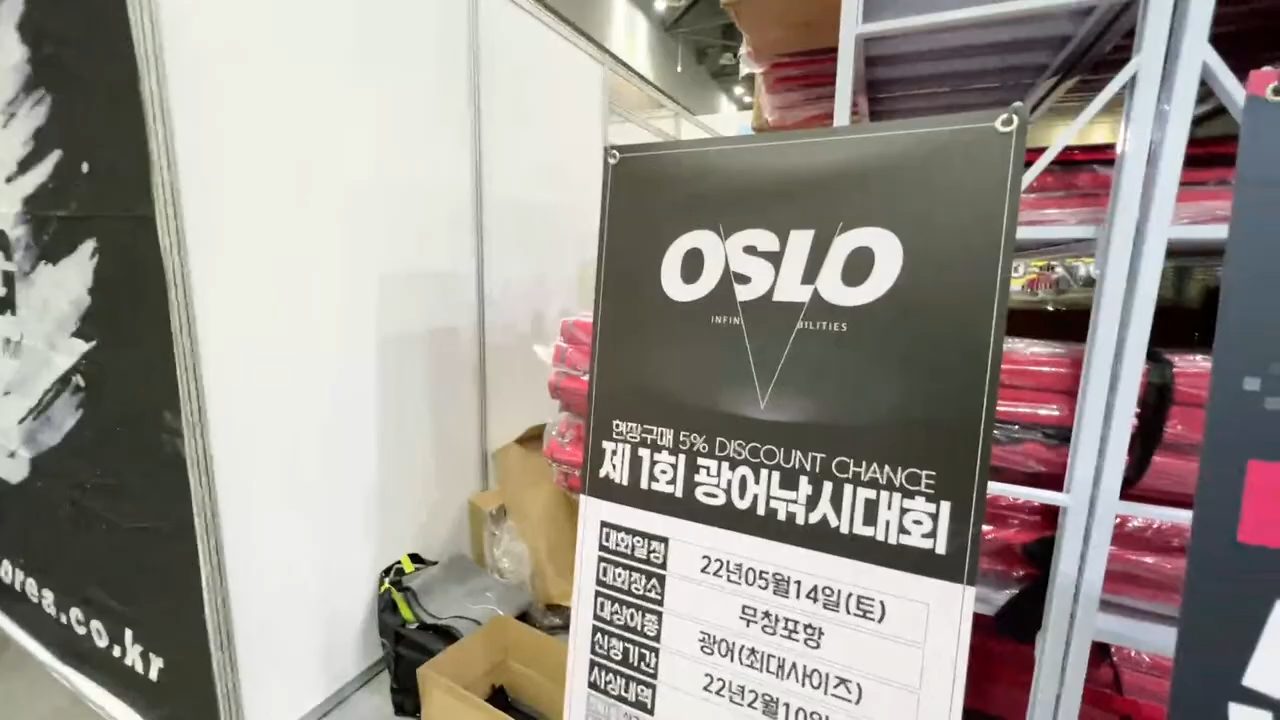 OSLO
현장구매 5% DISCOUNT CHANCE
제 1회 광어낚시대회
대회일정 22년05월14일(토)
대회장소 무창포항
대상어종 광어(최대사이즈)
신청기간 22년2월10일
시상내역
orea.co.kr